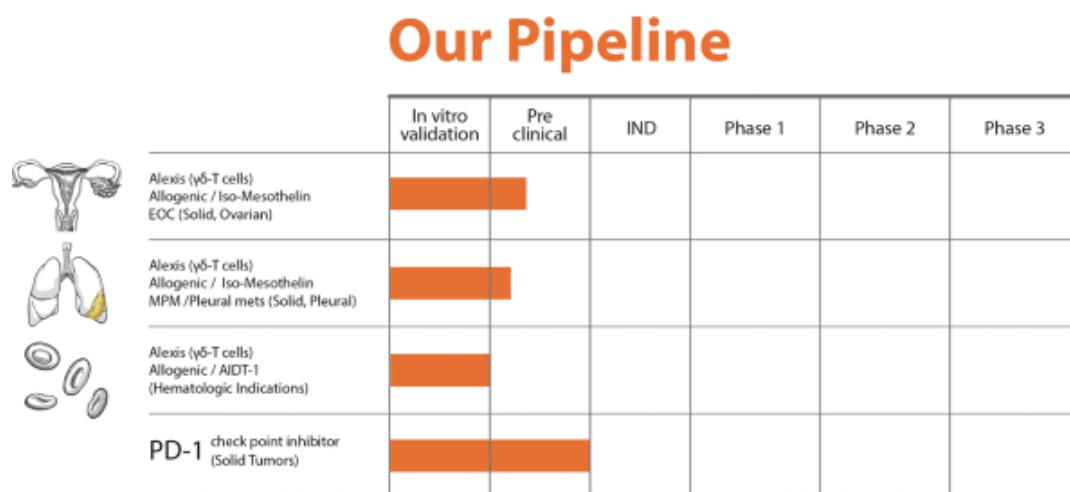 Our Pipeline
In vitro validation
Pre clinical
IND
Phase 1
Phase 2
Phase 3
Alexis (γδ-T cells)
Allogenic / Iso-Mesothelin
EOC (Solid, Ovarian)
Alexis (γδ-T cells)
Allogenic / Iso-Mesothelin
MPM /Pleural mets (Solid, Pleural)
Alexis (γδ-T cells)
Allogenic / AIDT-1
(Hematologic Indications)
PD-1 check point inhibitor
(Solid Tumors)